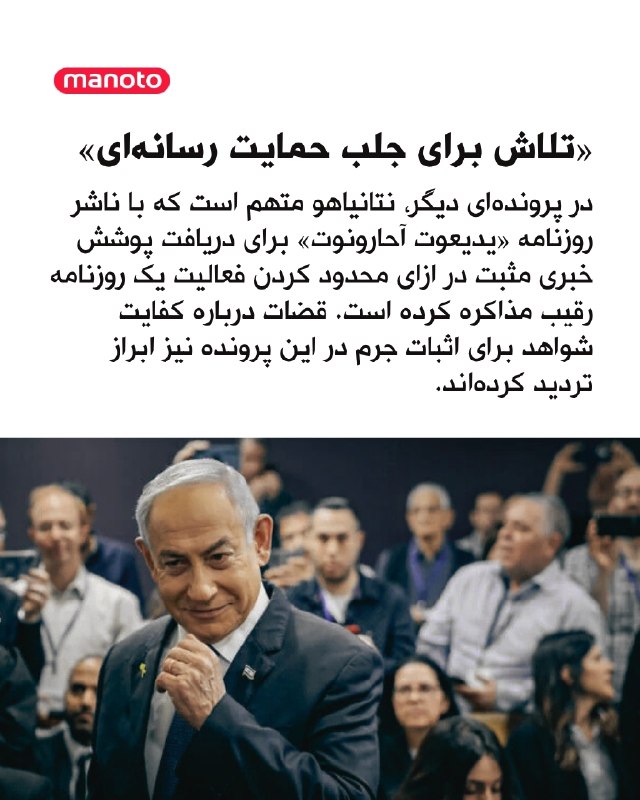 manoto
«تلاش برای جلب حمایت رسانه‌ای»
در پرونده‌ای دیگر، نتانیاهو متهم است که با ناشر
روزنامه «یدیعوت آحارونوت» برای دریافت پوشش
خبری مثبت در ازای محدود کردن فعالیت یک روزنامه
رقیب مذاکره کرده است. قضات درباره کفایت
شواهد برای اثبات جرم در این پرونده نیز ابراز
تردید کرده‌اند.